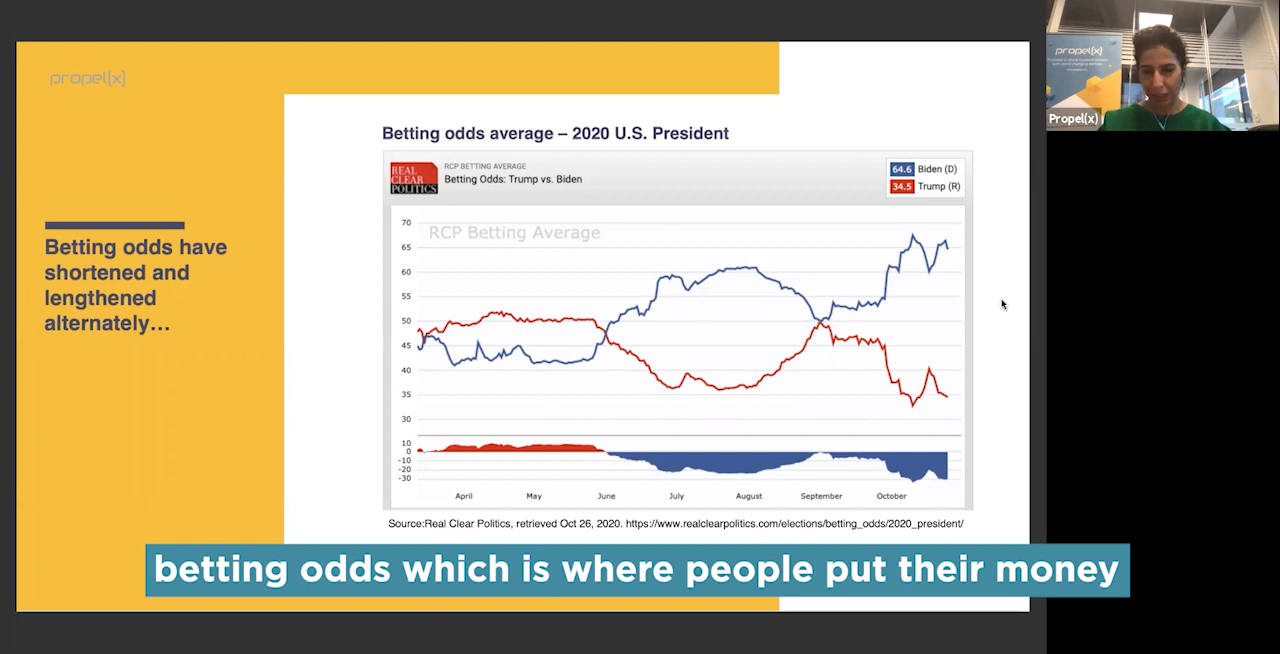 propel(x)
propel(x)
Propel(x)
Betting odds average – 2020 U.S. President
REAL
CLEAR
POLITICS
RCP BETTING AVERAGE
Betting Odds: Trump vs. Biden
64.6 Biden (D)
34.5 Trump (R)
Betting odds have
shortened and
lengthened
alternately…
RCP Betting Average
70
65
60
55
50
45
40
35
30
10
0
-10
-20
-30
April May June July August September October
Source:Real Clear Politics, retrieved Oct 26, 2020. https://www.realclearpolitics.com/elections/betting_odds/2020_president/
betting odds which is where people put their money